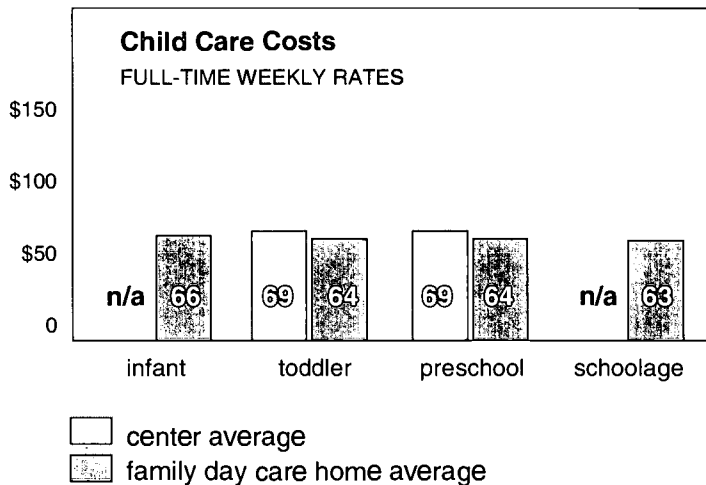 Child Care Costs
FULL-TIME WEEKLY RATES
$150
$100
$50
0
n/a 66 69 64 69 64 n/a 63
infant toddler preschool schoolage
center average
family day care home average